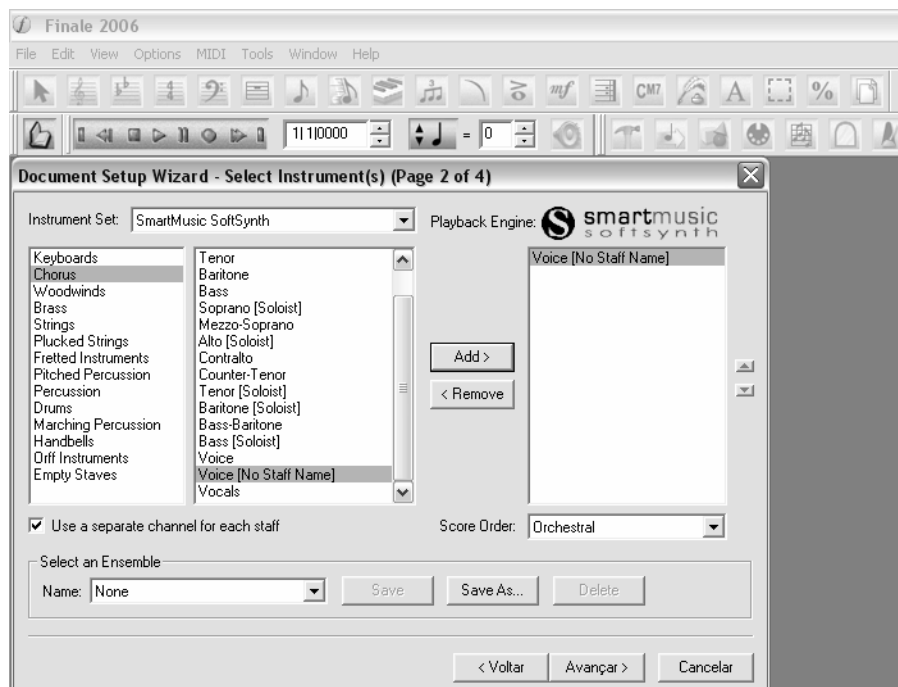 Finale 2006
File Edit View Options MIDI Tools Window Help
mf CM7 A %
1|1|0000 = 0
Document Setup Wizard - Select Instrument(s) (Page 2 of 4)
Instrument Set: SmartMusic SoftSynth
Playback Engine: smartmusic
softsynth
Keyboards
Chorus
Woodwinds
Brass
Strings
Plucked Strings
Fretted Instruments
Pitched Percussion
Percussion
Drums
Marching Percussion
Handbells
Orff Instruments
Empty Staves
Tenor
Baritone
Bass
Soprano [Soloist]
Mezzo-Soprano
Alto [Soloist]
Contralto
Counter-Tenor
Tenor [Soloist]
Baritone [Soloist]
Bass-Baritone
Bass [Soloist]
Voice
Voice [No Staff Name]
Vocals
Add >
< Remove
Voice [No Staff Name]
Use a separate channel for each staff
Score Order: Orchestral
Select an Ensemble
Name: None Save Save As... Delete
< Voltar Avançar > Cancelar